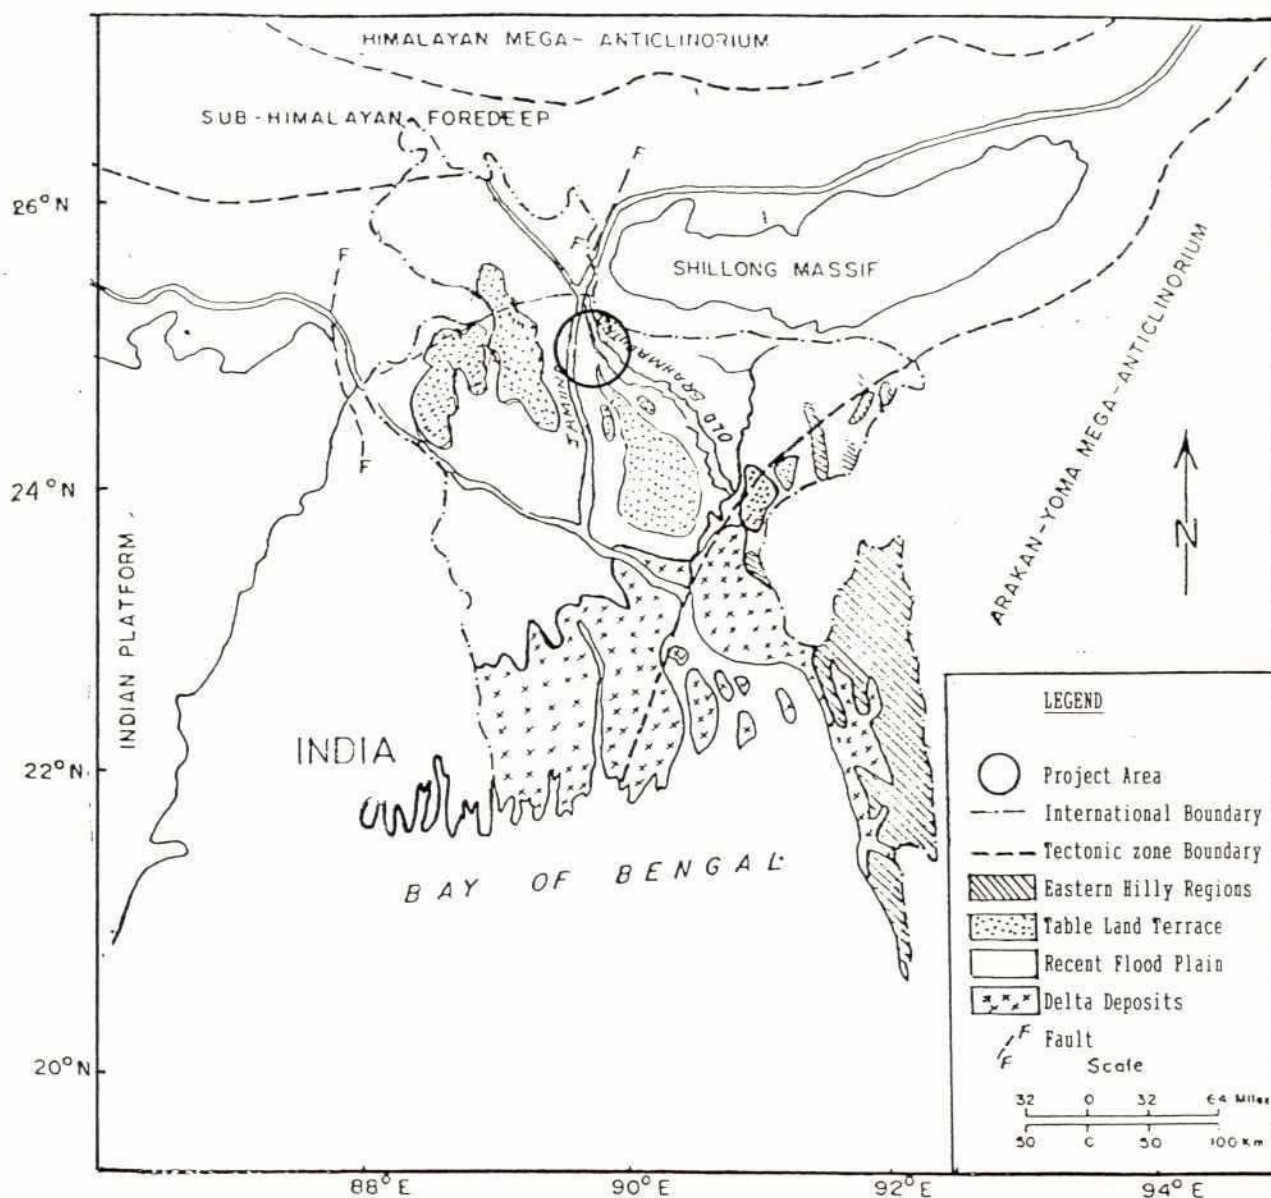 HIMALAYAN MEGA- ANTICLINORIUM
SUB-HIMALAYAN FOREDEEP
F
26°N
F
F
SHILLONG MASSIF
OLD BRAHMAPUTRA
JAMUNA
F
24°N
INDIAN PLATFORM
ARAKAN-YOMA MEGA-ANTICLINORIUM
N
INDIA
22°N
BAY OF BENGAL
20°N
88°E
90°E
92°E
94°E
LEGEND
Project Area
International Boundary
Tectonic zone Boundary
Eastern Hilly Regions
Table Land Terrace
Recent Flood Plain
Delta Deposits
F
F
Fault
Scale
32 0 32 64 Miles
50 0 50 100 Km